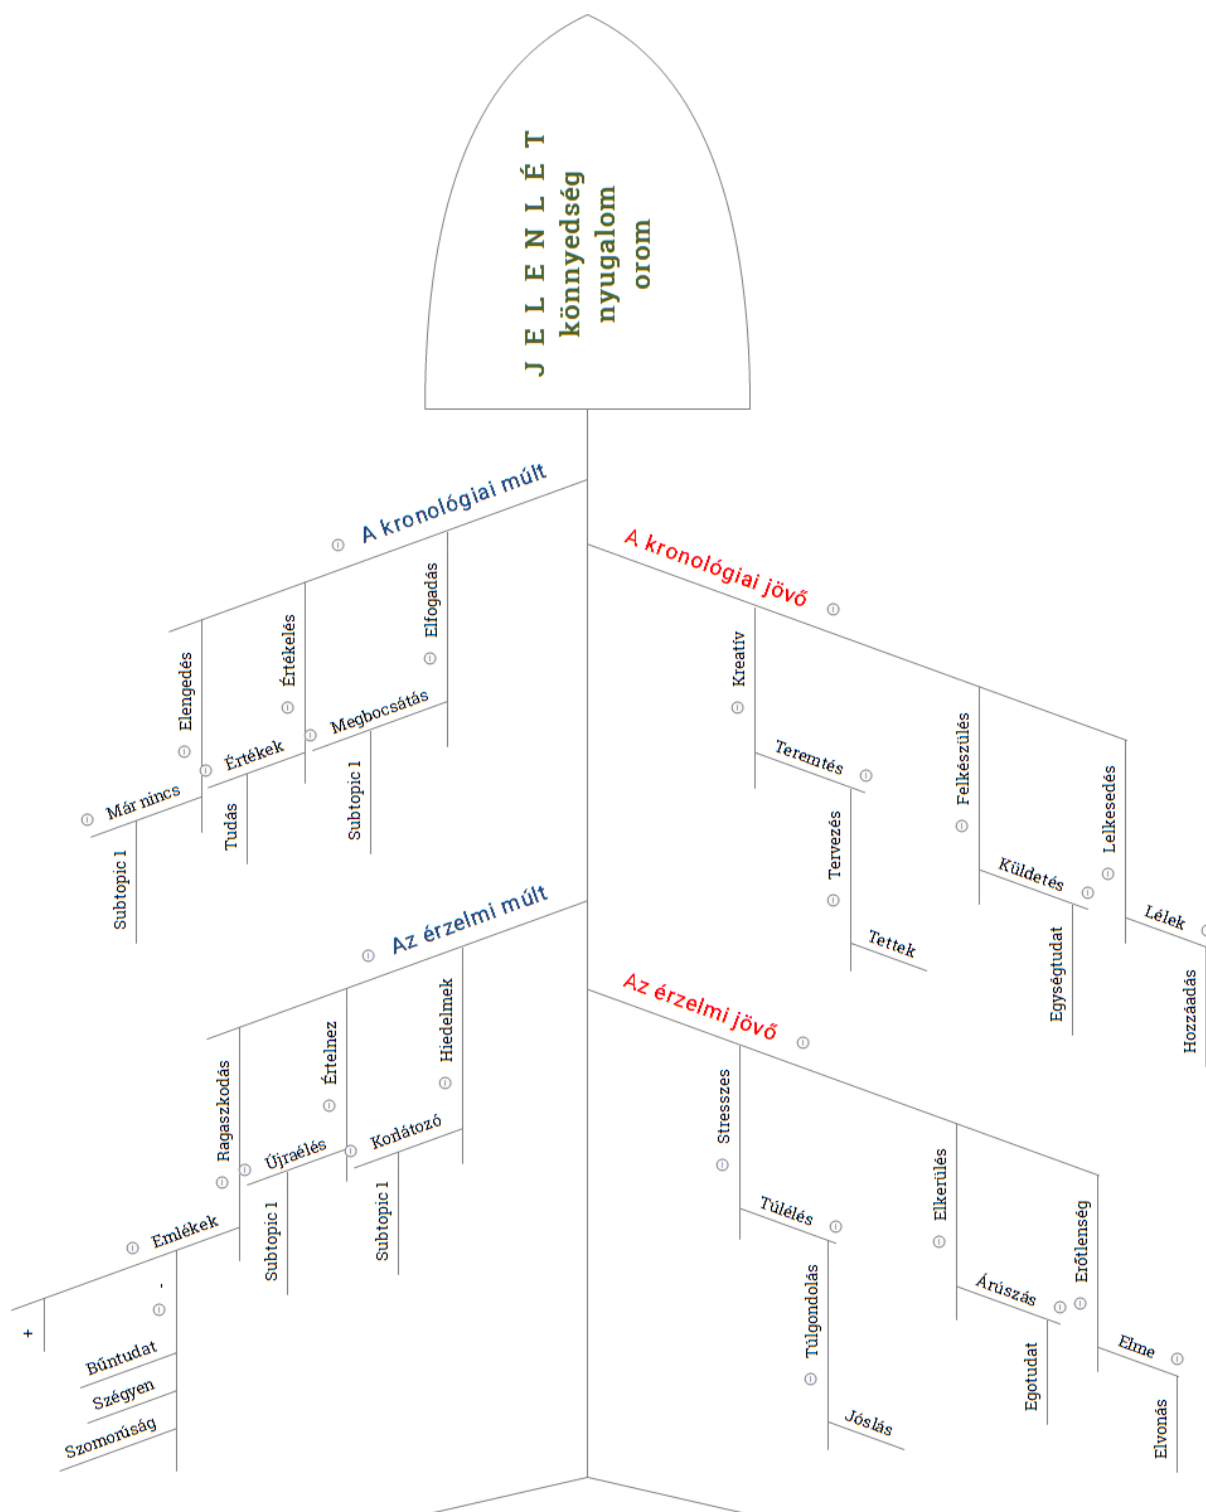 J E L E N L É T
könnyedség
nyugalom
orom
A kronológiai múlt
Elfogadás
Megbocsátás
Subtopic 1
Értékelés
Értékek
Tudás
Elengedés
Már nincs
Subtopic 1
A kronológiai jövő
Kreatív
Teremtés
Tervezés
Tettek
Felkészülés
Küldetés
Egységtudat
Lelkesedés
Lélek
Hozzáadás
Az érzelmi múlt
Hiedelmek
Korlátozó
Subtopic 1
Értelnez
Újraélés
Subtopic 1
Ragaszkodás
Emlékek
-
Bűntudat
Szégyen
Szomorúság
+
Az érzelmi jövő
Stresszes
Túlélés
Túlgondolás
Jóslás
Elkerülés
Árúszás
Egotudat
Erőtlenség
Elme
Elvonás